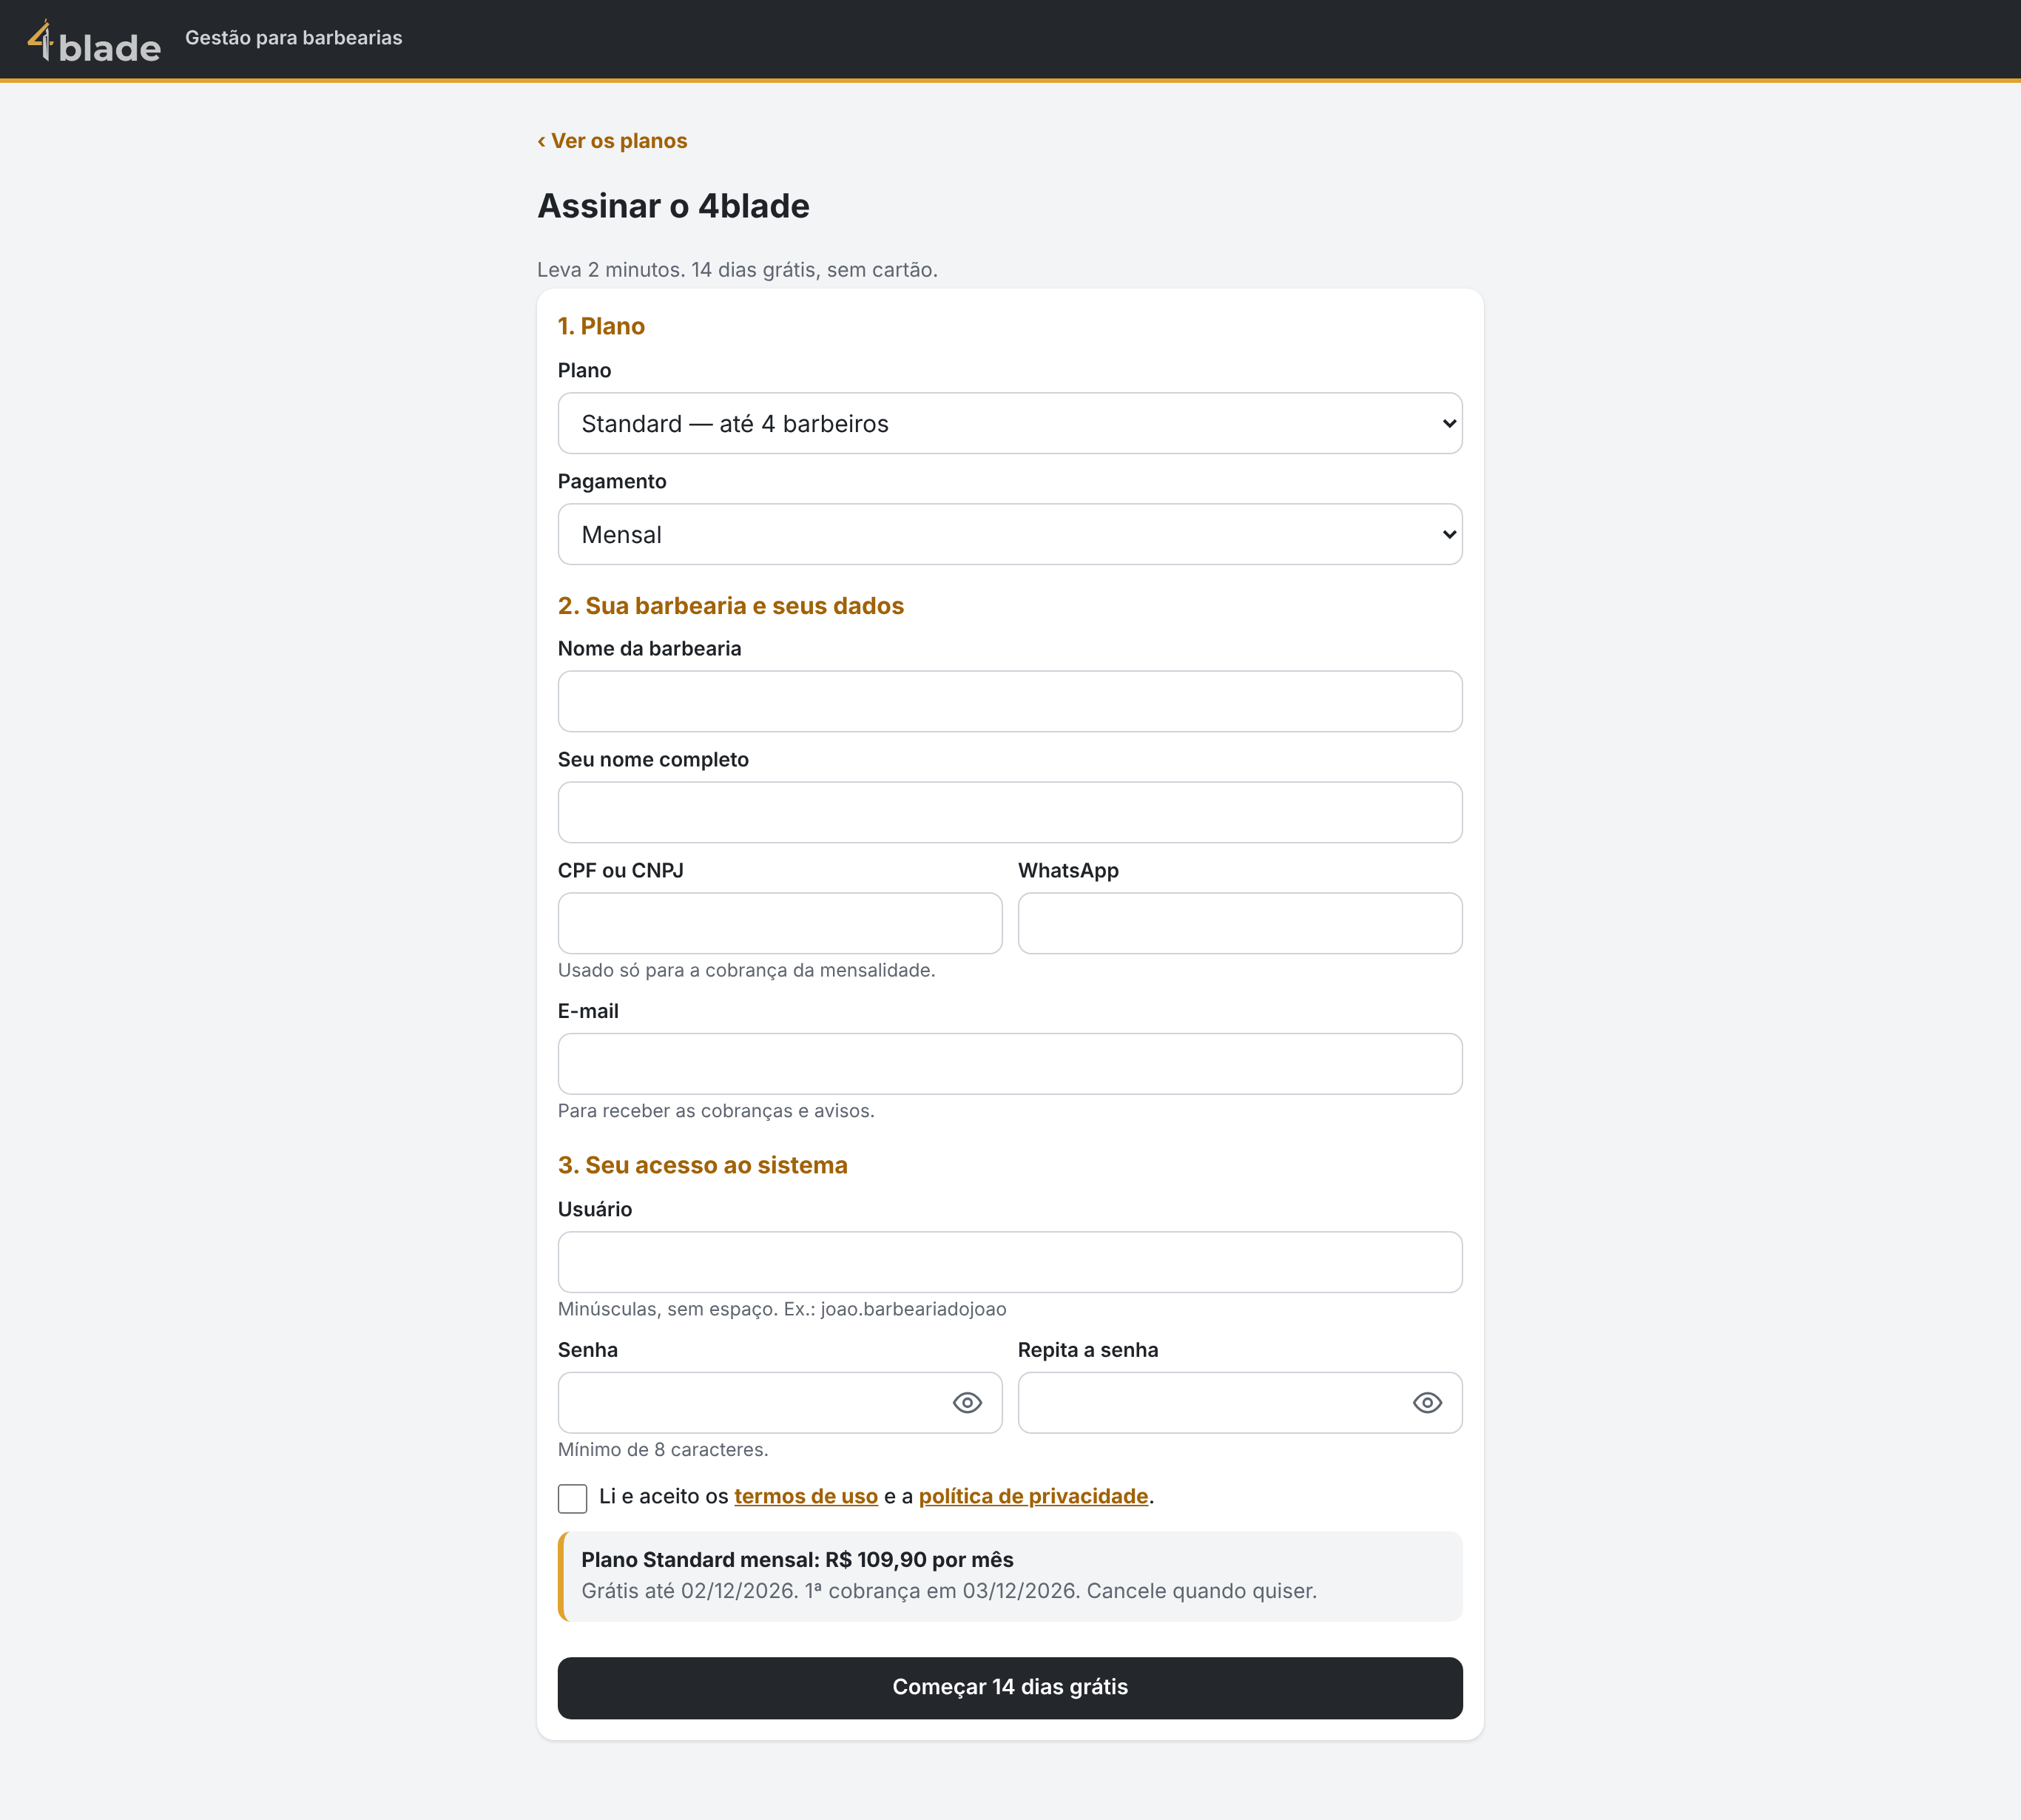 4blade
Gestão para barbearias
‹ Ver os planos
Assinar o 4blade
Leva 2 minutos. 14 dias grátis, sem cartão.
1. Plano
Plano
Standard — até 4 barbeiros
Pagamento
Mensal
2. Sua barbearia e seus dados
Nome da barbearia
Seu nome completo
CPF ou CNPJ
WhatsApp
Usado só para a cobrança da mensalidade.
E-mail
Para receber as cobranças e avisos.
3. Seu acesso ao sistema
Usuário
Minúsculas, sem espaço. Ex.: joao.barbeariadojoao
Senha
Repita a senha
Mínimo de 8 caracteres.
Li e aceito os termos de uso e a política de privacidade.
Plano Standard mensal: R$ 109,90 por mês
Grátis até 02/12/2026. 1ª cobrança em 03/12/2026. Cancele quando quiser.
Começar 14 dias grátis